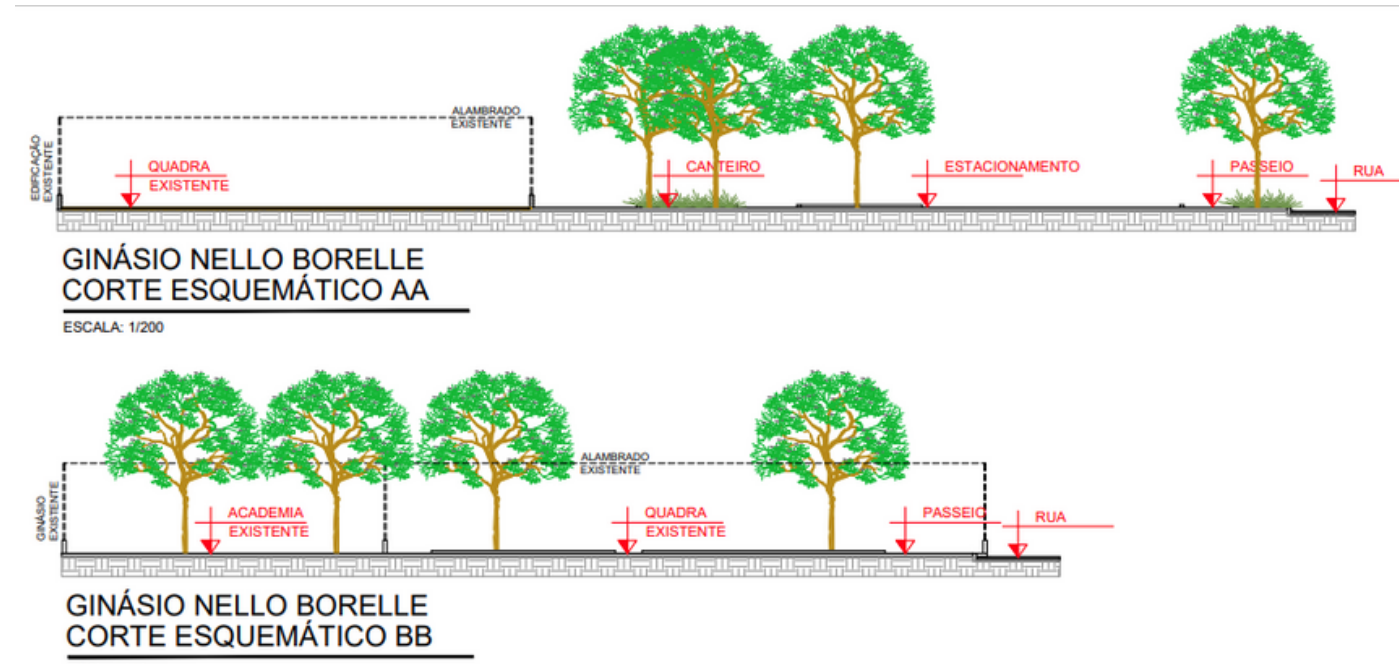 ALAMBRADO
EXISTENTE
EDIFICAÇÃO
EXISTENTE
QUADRA
EXISTENTE
CANTEIRO
ESTACIONAMENTO
PASSEIO
RUA
GINÁSIO NELLO BORELLE
CORTE ESQUEMÁTICO AA
ESCALA: 1/200
ALAMBRADO
EXISTENTE
GINÁSIO
EXISTENTE
ACADEMIA
EXISTENTE
QUADRA
EXISTENTE
PASSEIO
RUA
GINÁSIO NELLO BORELLE
CORTE ESQUEMÁTICO BB